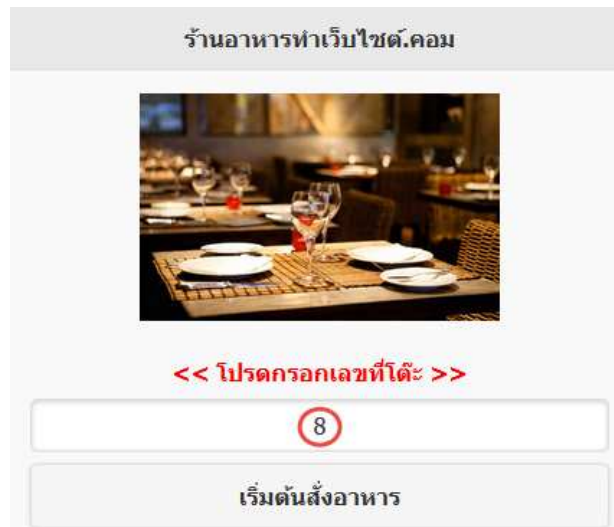 ร้านอาหารทำเว็บไซต์.คอม
<< โปรดกรอกเลขที่โต๊ะ >>
8
เริ่มต้นสั่งอาหาร